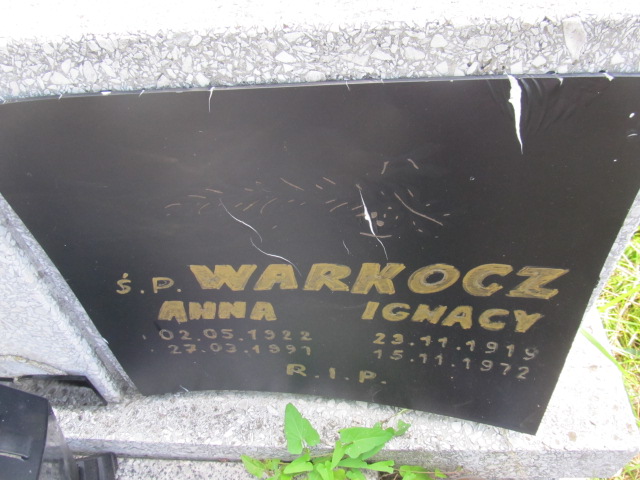 Ś.P. WARKOCZ
ANNA IGNACY
02.05.1922 23.11.1919
27.03.1991 15.11.1972
R.I.P.